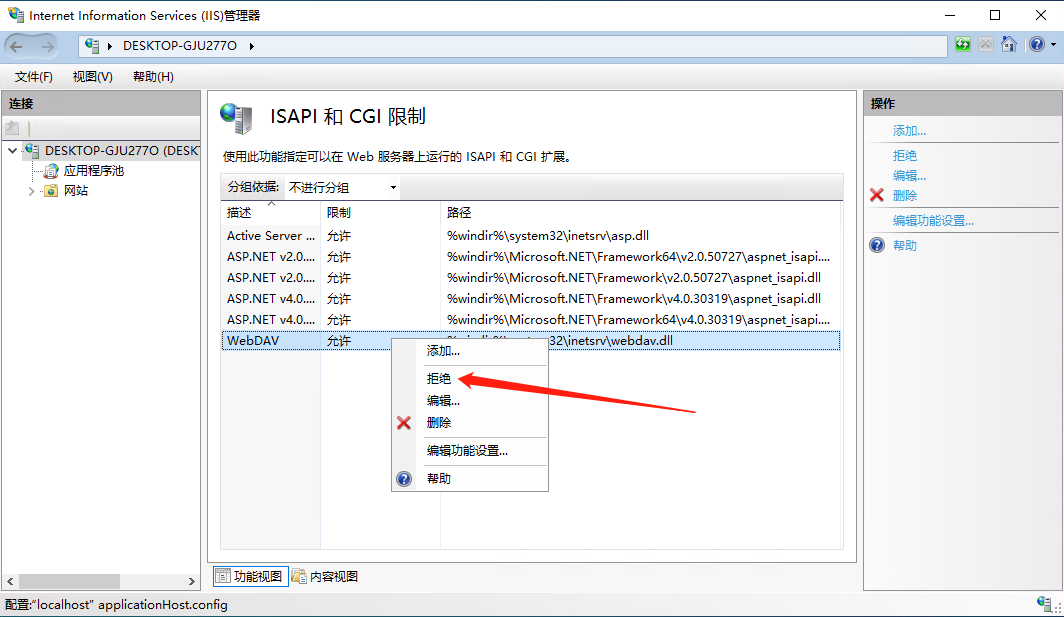 Internet Information Services (IIS)管理器
DESKTOP-GJU277O
文件(F) 视图(V) 帮助(H)
连接
DESKTOP-GJU277O (DESKT
应用程序池
网站
ISAPI 和 CGI 限制
使用此功能指定可以在 Web 服务器上运行的 ISAPI 和 CGI 扩展。
分组依据: 不进行分组
描述 限制 路径
Active Server ... 允许 %windir%\system32\inetsrv\asp.dll
ASP.NET v2.0.... 允许 %windir%\Microsoft.NET\Framework64\v2.0.50727\aspnet_isapi....
ASP.NET v2.0.... 允许 %windir%\Microsoft.NET\Framework\v2.0.50727\aspnet_isapi.dll
ASP.NET v4.0.... 允许 %windir%\Microsoft.NET\Framework\v4.0.30319\aspnet_isapi.dll
ASP.NET v4.0.... 允许 %windir%\Microsoft.NET\Framework64\v4.0.30319\aspnet_isapi....
WebDAV 允许 32\inetsrv\webdav.dll
添加...
拒绝
编辑...
删除
编辑功能设置...
帮助
功能视图 内容视图
操作
添加...
拒绝
编辑...
删除
编辑功能设置...
帮助
配置:“localhost” applicationHost.config